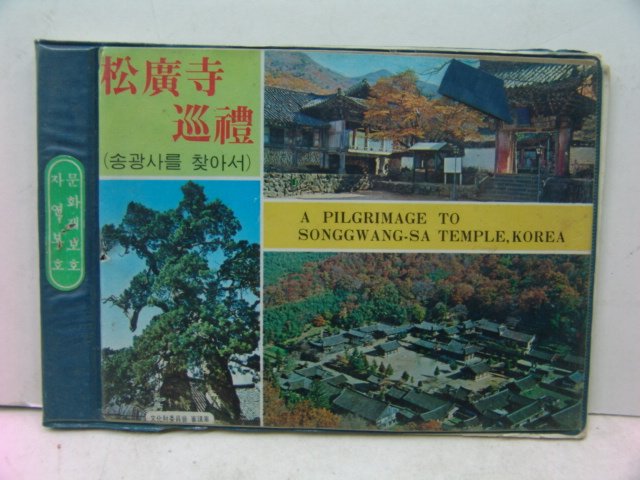 松廣寺
巡禮
(송광사를 찾아서)
A PILGRIMAGE TO
SONGGWANG-SA TEMPLE, KOREA
문화재보호
자연보호